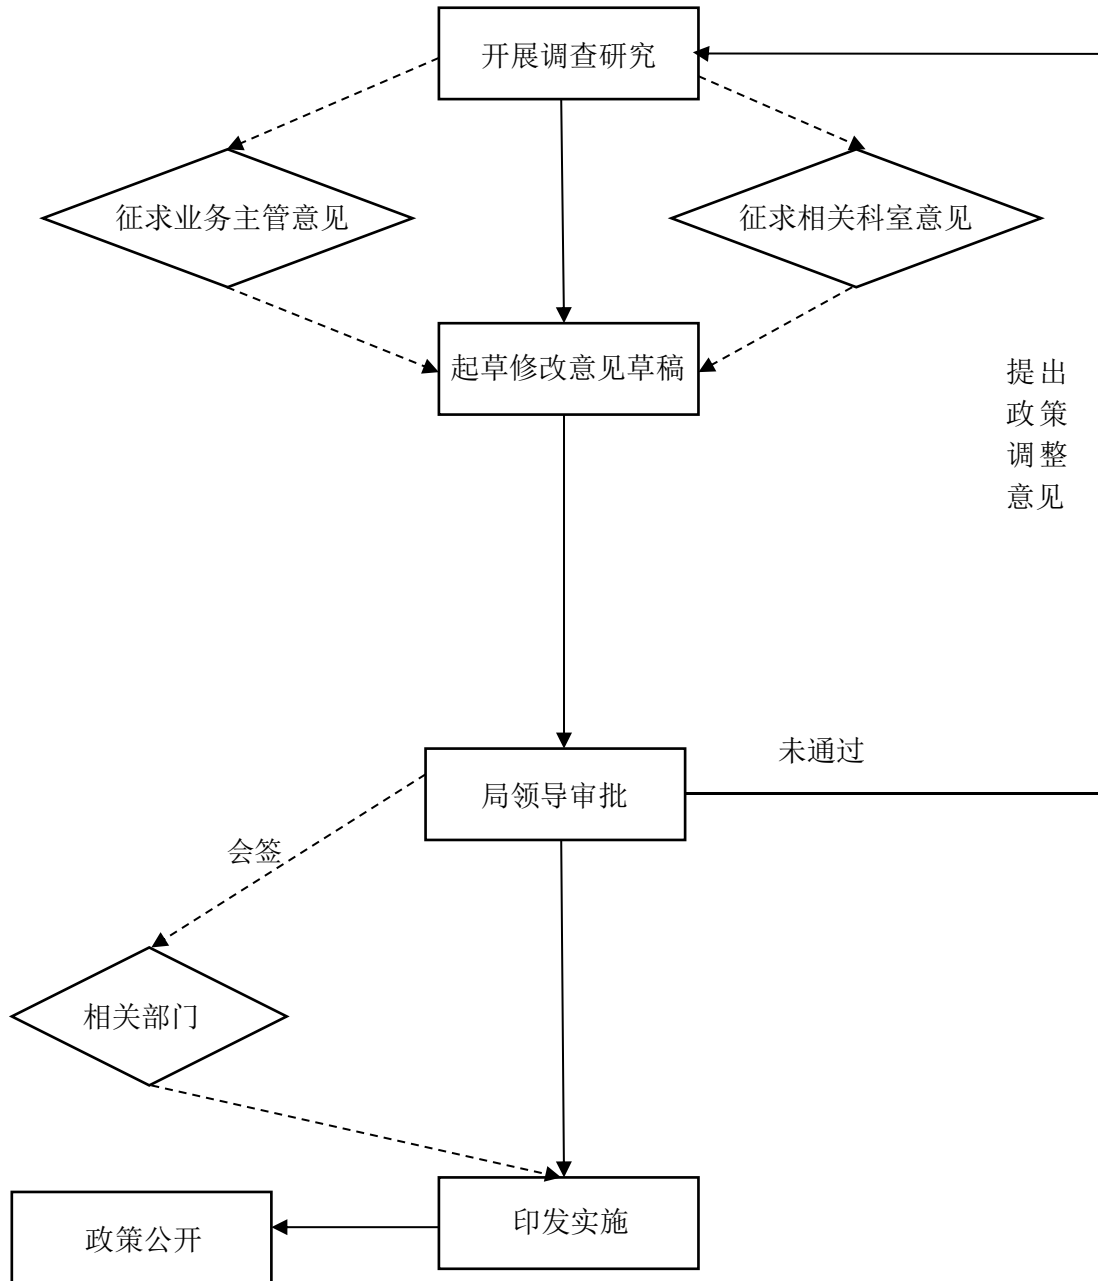 开展调查研究
征求业务主管意见
征求相关科室意见
起草修改意见草稿
提出
政策
调整
意见
未通过
局领导审批
会签
相关部门
印发实施
政策公开